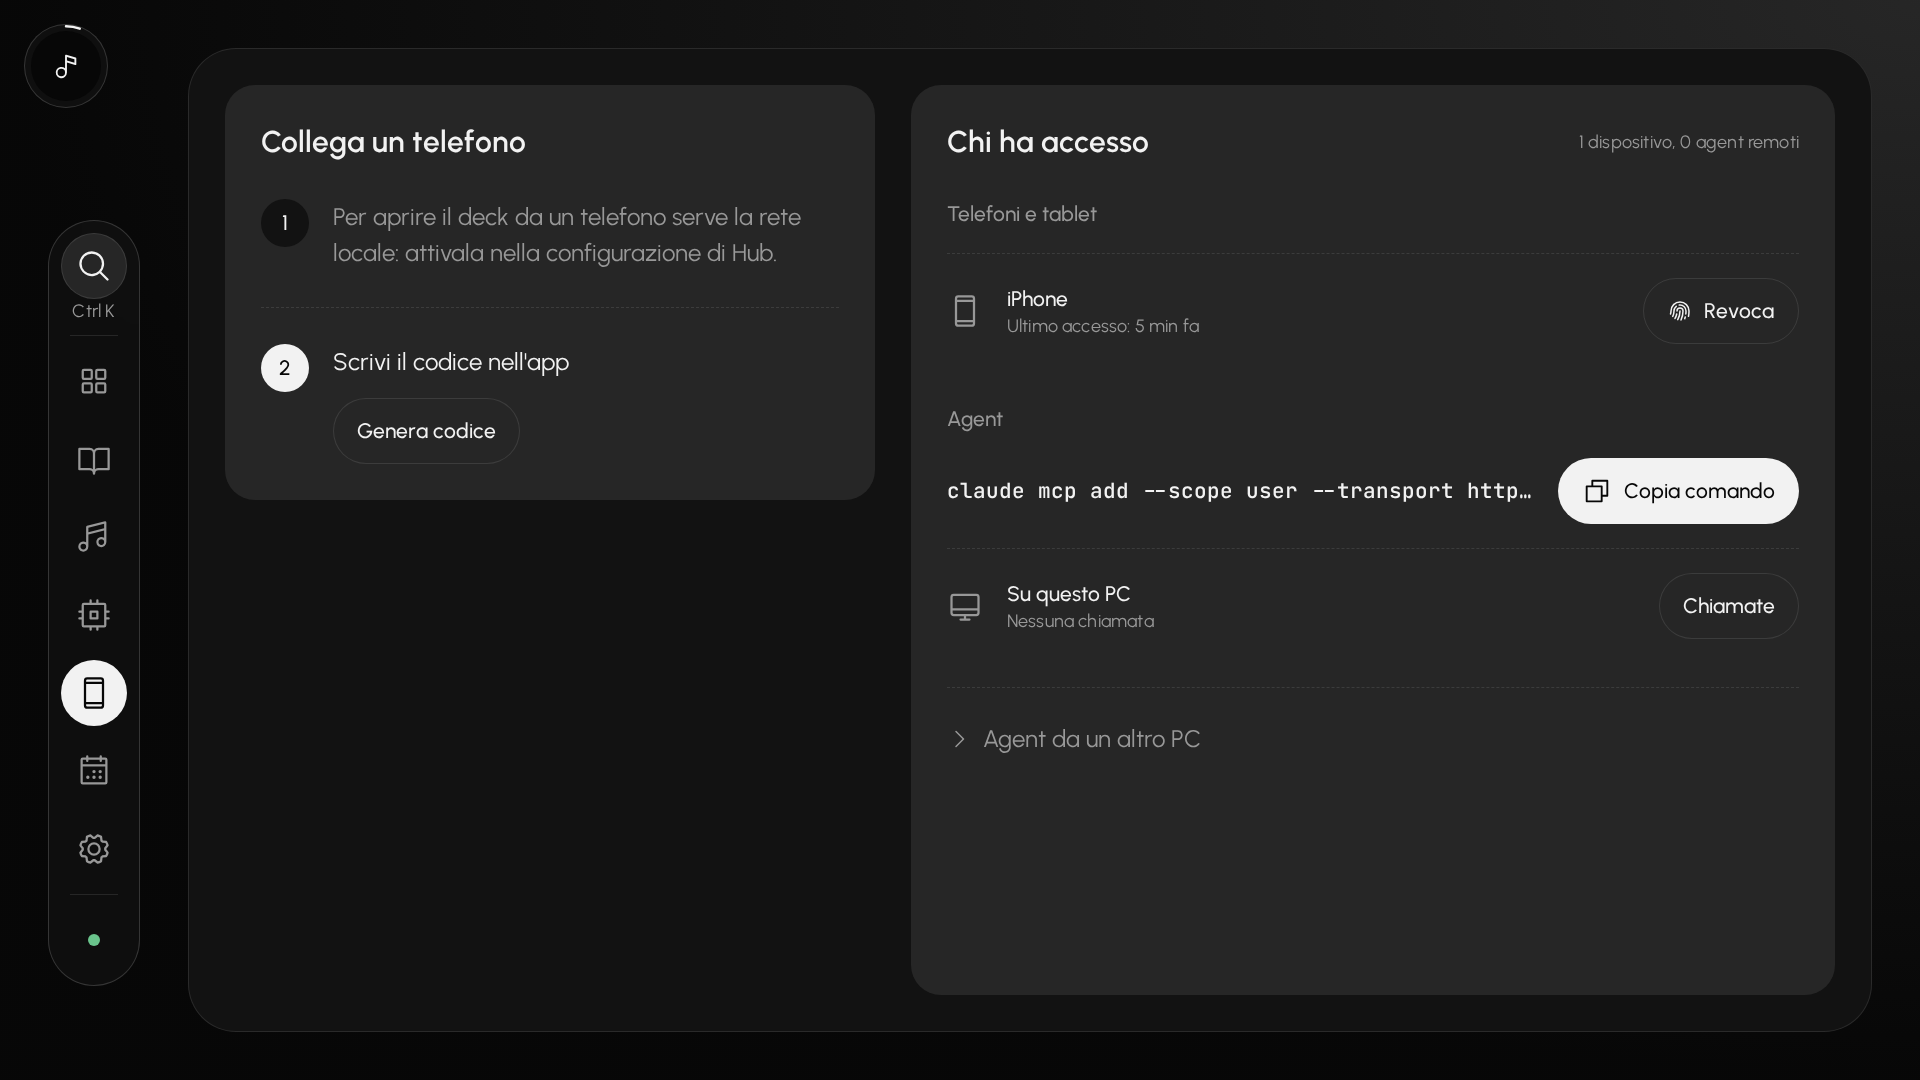 Ctrl K
Collega un telefono
1
Per aprire il deck da un telefono serve la rete
locale: attivala nella configurazione di Hub.
2
Scrivi il codice nell'app
Genera codice
Chi ha accesso
1 dispositivo, 0 agent remoti
Telefoni e tablet
iPhone
Ultimo accesso: 5 min fa
Revoca
Agent
claude mcp add --scope user --transport http…
Copia comando
Su questo PC
Nessuna chiamata
Chiamate
Agent da un altro PC